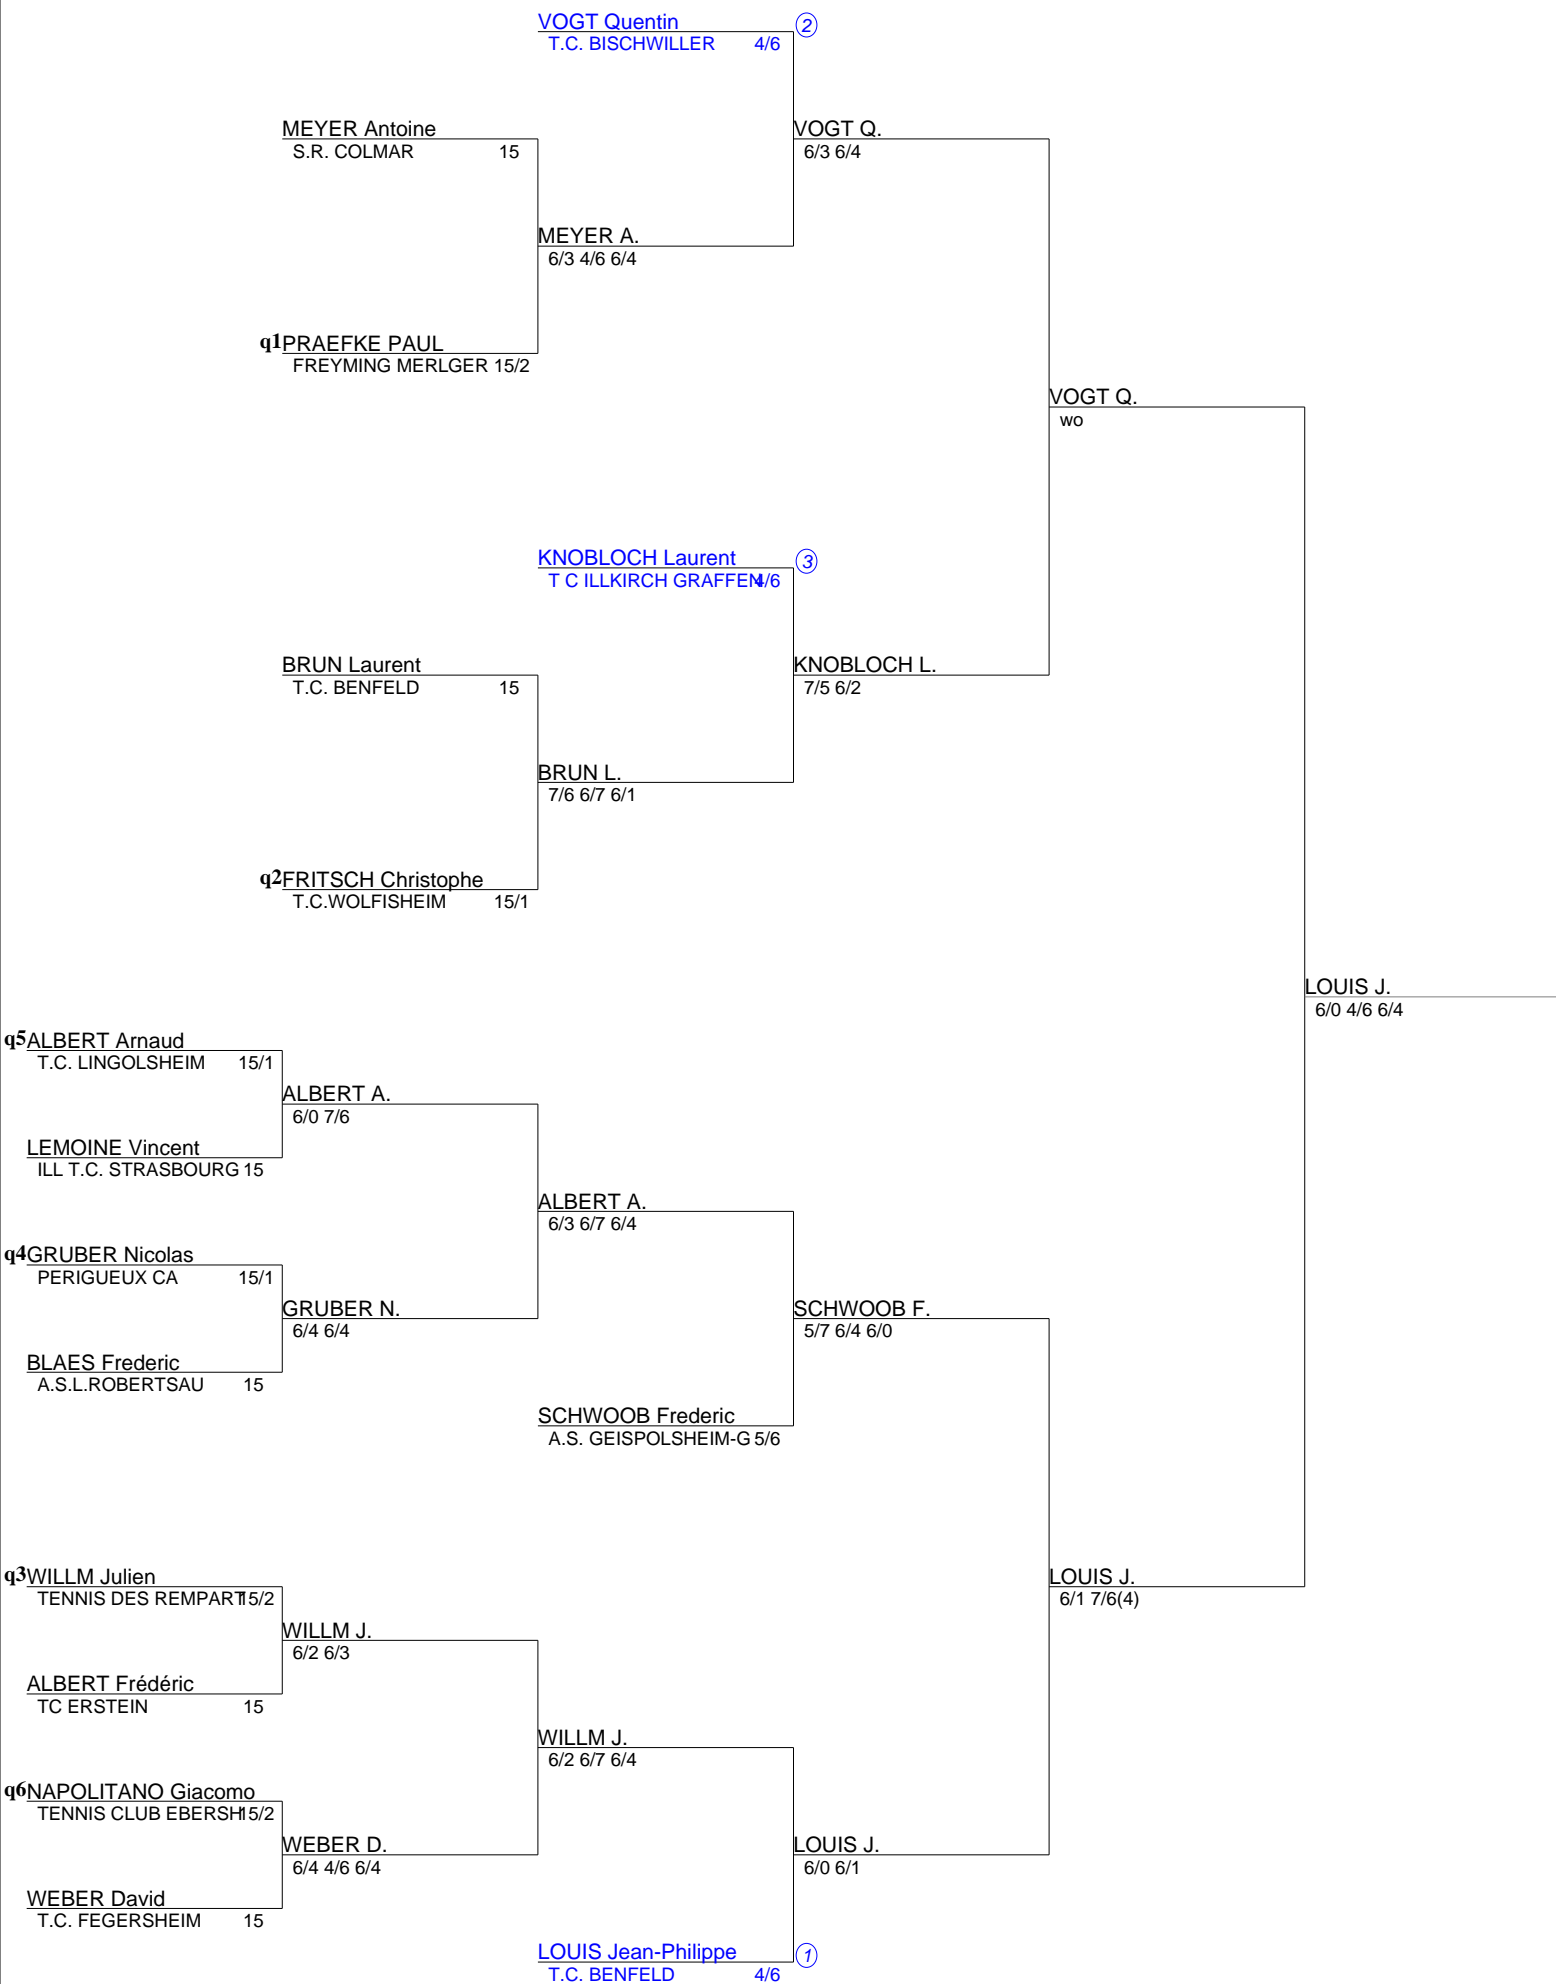 VOGT Quentin 2
T.C. BISCHWILLER 4/6
MEYER Antoine
S.R. COLMAR 15
VOGT Q.
6/3 6/4
MEYER A.
6/3 4/6 6/4
q1 PRAEFKE PAUL
FREYMING MERLGER 15/2
VOGT Q.
wo
KNOBLOCH Laurent 3
T C ILLKIRCH GRAFFEN 4/6
BRUN Laurent
T.C. BENFELD 15
KNOBLOCH L.
7/5 6/2
BRUN L.
7/6 6/7 6/1
q2 FRITSCH Christophe
T.C.WOLFISHEIM 15/1
LOUIS J.
6/0 4/6 6/4
q5 ALBERT Arnaud
T.C. LINGOLSHEIM 15/1
ALBERT A.
6/0 7/6
LEMOINE Vincent
ILL T.C. STRASBOURG 15
ALBERT A.
6/3 6/7 6/4
q4 GRUBER Nicolas
PERIGUEUX CA 15/1
GRUBER N.
6/4 6/4
SCHWOOB F.
5/7 6/4 6/0
BLAES Frederic
A.S.L.ROBERTSAU 15
SCHWOOB Frederic
A.S. GEISPOLSHEIM-G 5/6
q3 WILLM Julien
TENNIS DES REMPART 15/2
LOUIS J.
6/1 7/6(4)
WILLM J.
6/2 6/3
ALBERT Frédéric
TC ERSTEIN 15
WILLM J.
6/2 6/7 6/4
q6 NAPOLITANO Giacomo
TENNIS CLUB EBERSH 15/2
WEBER D.
6/4 4/6 6/4
LOUIS J.
6/0 6/1
WEBER David
T.C. FEGERSHEIM 15
LOUIS Jean-Philippe 1
T.C. BENFELD 4/6